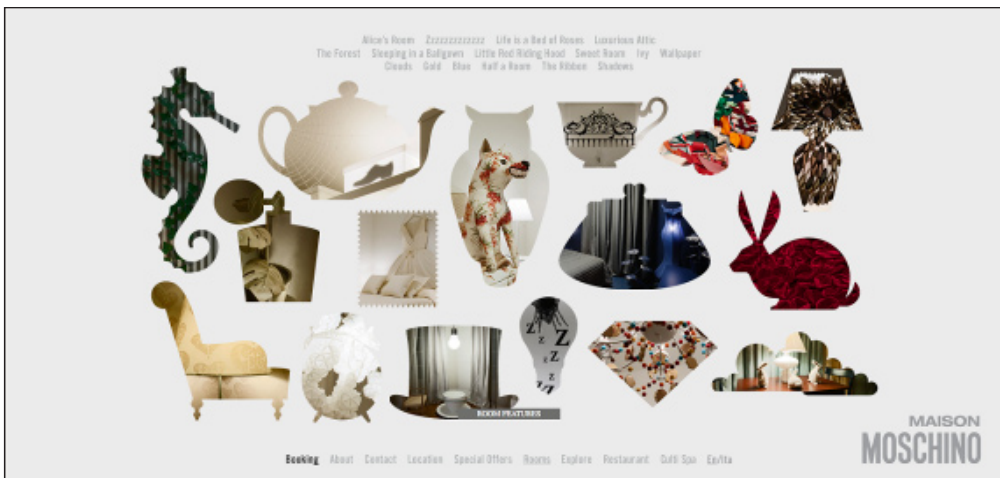 Alice's Room Zzzzzzzzzzzz Life is a Bed of Roses Luxurious Attic
The Forest Sleeping in a Ballgown Little Red Riding Hood Sweet Room Ivy Wallpaper
Clouds Gold Blue Half a Room The Ribbon Shadows
Z Z
Z Z
Z
Z
Z
ROOM FEATURES
MAISON
MOSCHINO
Booking About Contact Location Special Offers Rooms Explore Restaurant Culti Spa En/Ita